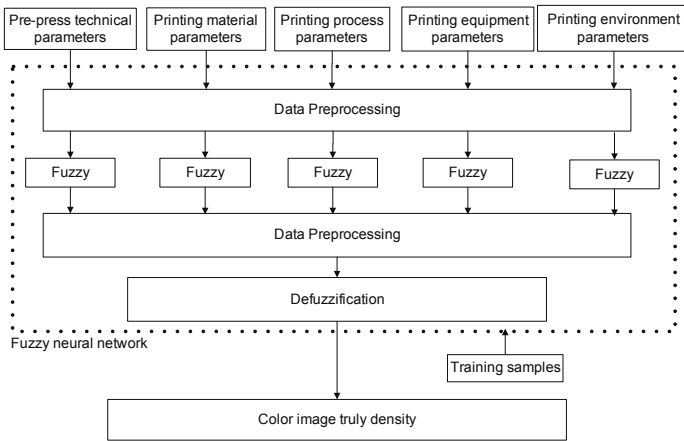 Pre-press technical
parameters
Printing material
parameters
Printing process
parameters
Printing equipment
parameters
Printing environment
parameters
Data Preprocessing
Fuzzy
Fuzzy
Fuzzy
Fuzzy
Fuzzy
Data Preprocessing
Defuzzification
Fuzzy neural network
Training samples
Color image truly density